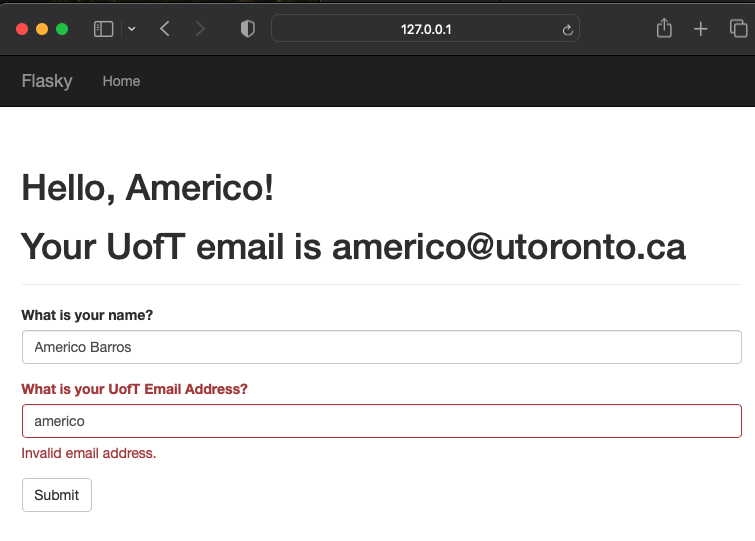 127.0.0.1
Flasky Home
Hello, Americo!
Your UofT email is americo@utoronto.ca
What is your name?
Americo Barros
What is your UofT Email Address?
americo
Invalid email address.
Submit